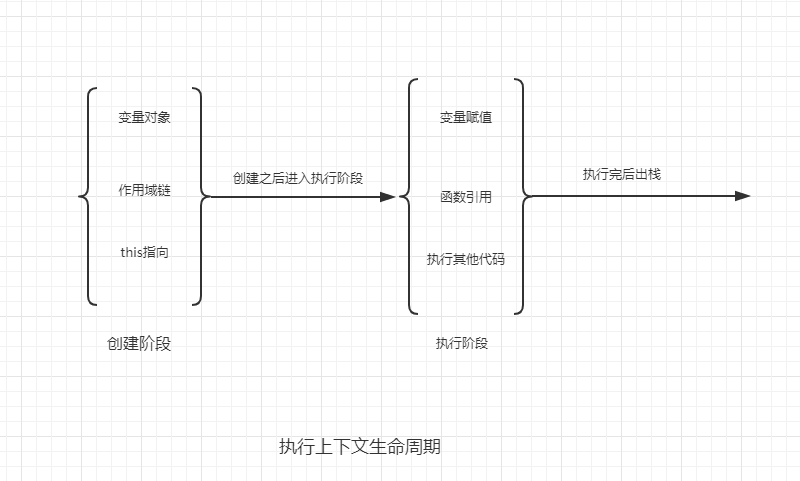 变量对象
作用域链
this指向
创建阶段
创建之后进入执行阶段
变量赋值
函数引用
执行其他代码
执行阶段
执行完后出栈
执行上下文生命周期